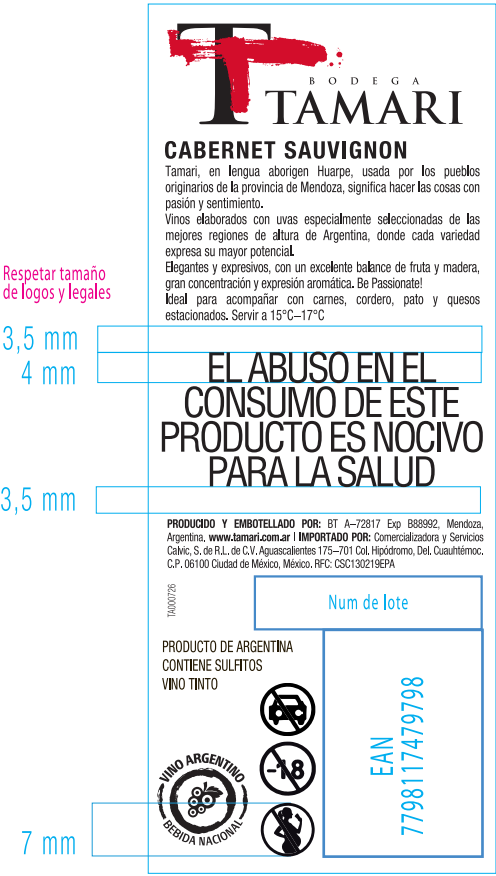 BODEGA
TAMARI
CABERNET SAUVIGNON
Tamari, en lengua aborigen Huarpe, usada por los pueblos
originarios de la provincia de Mendoza, significa hacer las cosas con
pasión y sentimiento.
Vinos elaborados con uvas especialmente seleccionadas de las
mejores regiones de altura de Argentina, donde cada variedad
expresa su mayor potencial.
Elegantes y expresivos, con un excelente balance de fruta y madera,
gran concentración y expresión aromática. Be Passionate!
Ideal para acompañar con carnes, cordero, pato y quesos
estacionados. Servir a 15°C–17°C
Respetar tamaño
de logos y legales
3,5 mm
4 mm
EL ABUSO EN EL
CONSUMO DE ESTE
PRODUCTO ES NOCIVO
PARA LA SALUD
3,5 mm
PRODUCIDO Y EMBOTELLADO POR: BT A–72817 Exp B88992, Mendoza,
Argentina, www.tamari.com.ar I IMPORTADO POR: Comercializadora y Servicios
Calvic, S. de R.L. de C.V. Aguascalientes 175–701 Col. Hipódromo, Del. Cuauhtémoc.
C.P. 06100 Ciudad de México, México. RFC: CSC130219EPA
TA000726
Num de lote
PRODUCTO DE ARGENTINA
CONTIENE SULFITOS
VINO TINTO
EAN
7798117479798
-18
VINO ARGENTINO
BEBIDA NACIONAL
7 mm